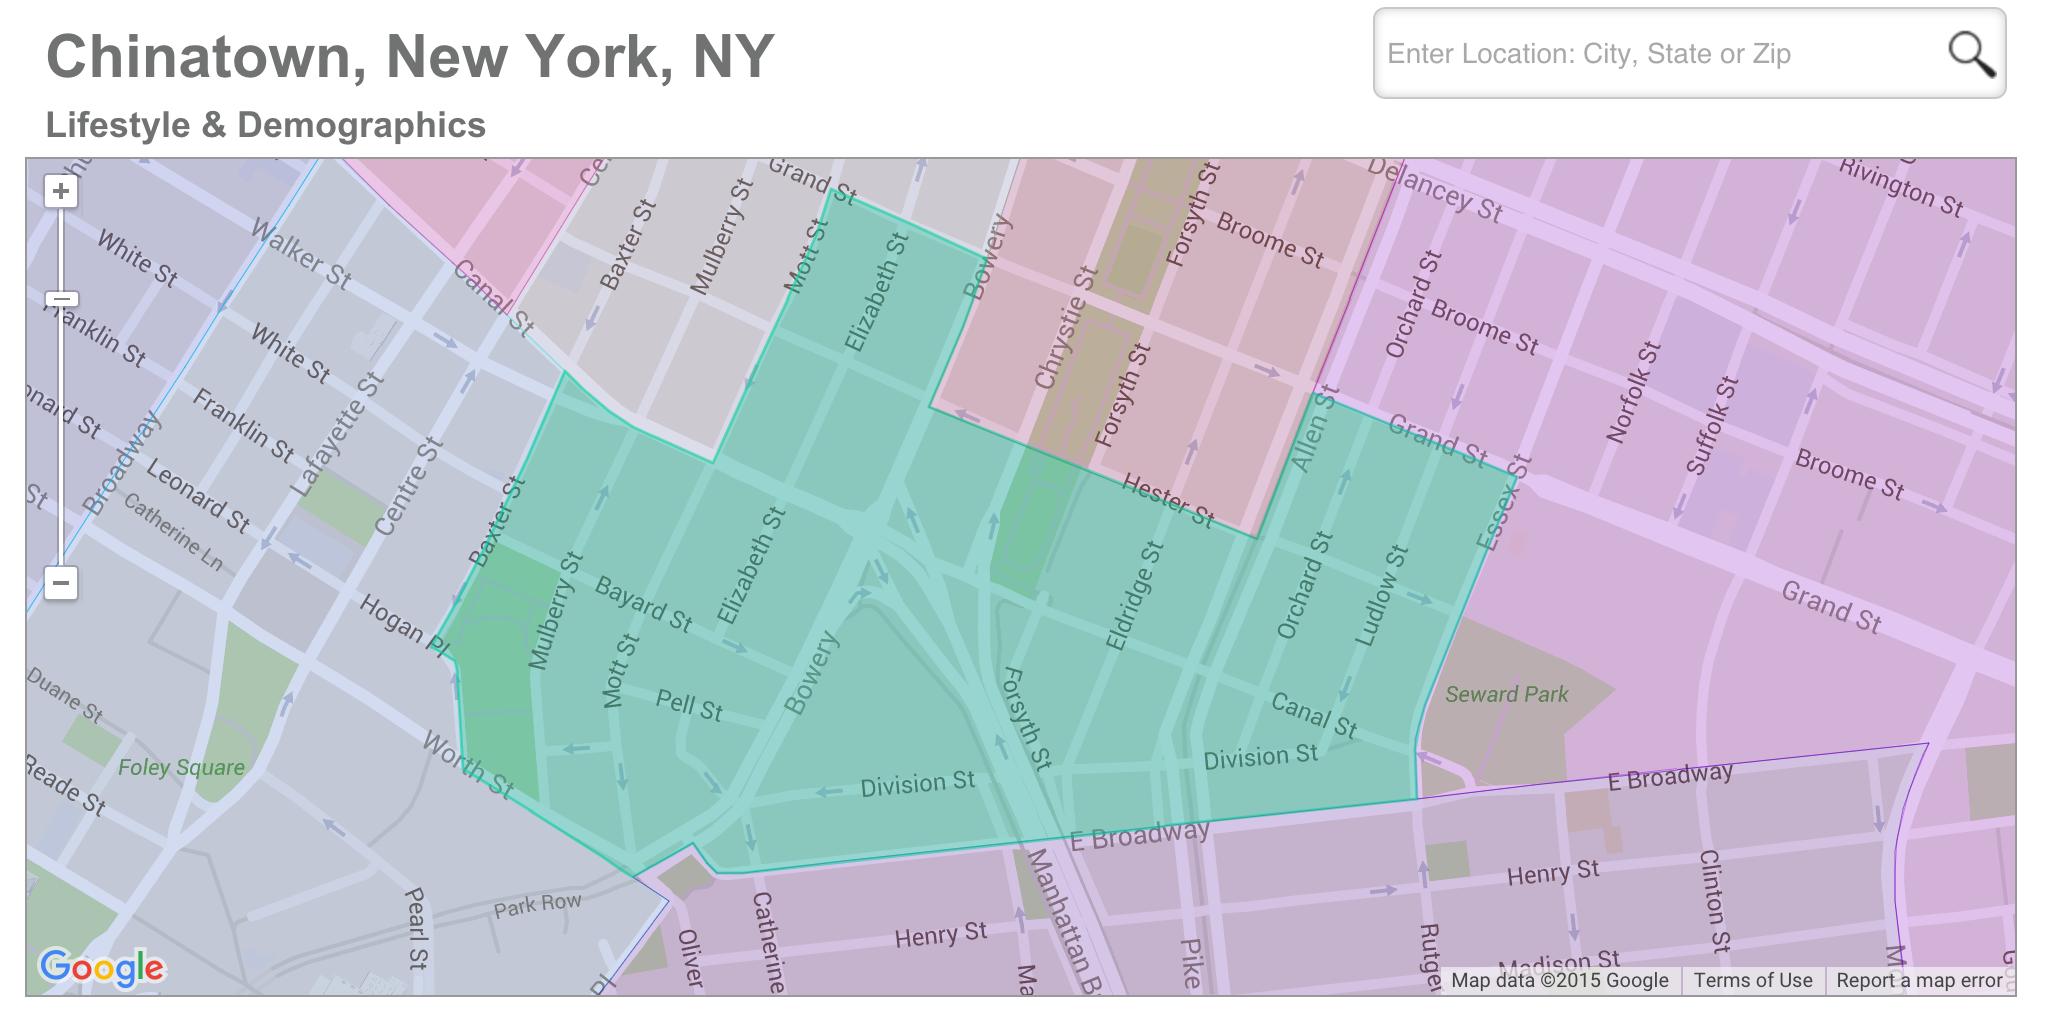 Chinatown, New York, NY
Enter Location: City, State or Zip
Lifestyle & Demographics
Grand St
Delancey St
Rivington St
Walker St
White St
Canal St
Baxter St
Mulberry St
Mott St
Elizabeth St
Bowery
Chrystie St
Forsyth St
Broome St
Orchard St
Broome St
Franklin St
White St
Lafayette St
Franklin St
Broadway
Leonard St
Catherine Ln
Centre St
Baxter St
Forsyth St
Hester St
Allen St
Grand St
Essex St
Norfolk St
Suffolk St
Broome St
St
Hogan Pl
Mulberry St
Bayard St
Elizabeth St
Mott St
Pell St
Bowery
Eldridge St
Orchard St
Ludlow St
Canal St
Grand St
Seward Park
Duane St
Foley Square
Reade St
Worth St
Forsyth St
Division St
Division St
E Broadway
E Broadway
Henry St
Clinton St
Pearl St
Park Row
Oliver
Catherine
Henry St
Manhattan B
Pike
Rutger
Madison St
Pl
Ma
Google
Map data ©2015 Google
Terms of Use
Report a map error